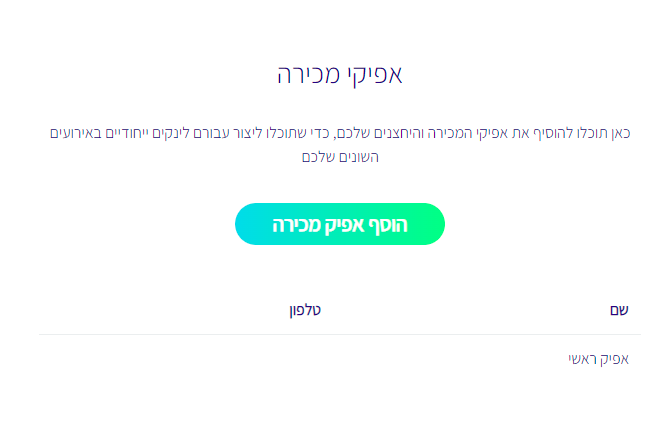 אפיקי מכירה
כאן תוכלו להוסיף את אפיקי המכירה והיחצנים שלכם, כדי שתוכלו ליצור עבורם לינקים ייחודיים באירועים
השונים שלכם
הוסף אפיק מכירה
שם טלפון
אפיק ראשי